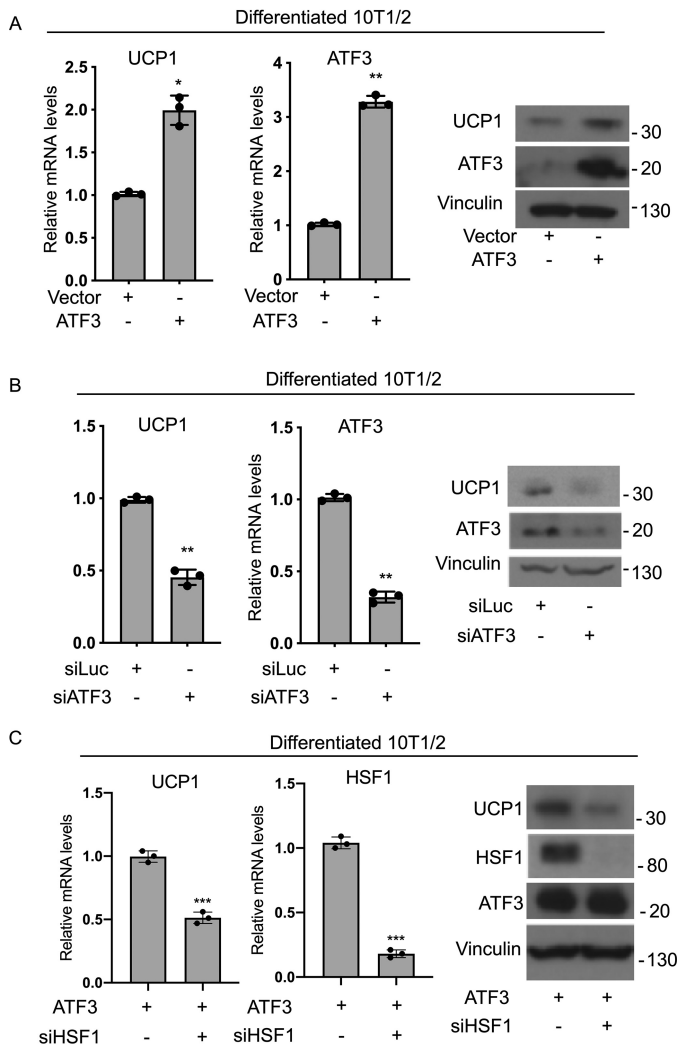 A
Differentiated 10T1/2
UCP1
Relative mRNA levels
2.5
2.0
1.5
1.0
0.5
0.0
*
Vector + -
ATF3 - +
ATF3
Relative mRNA levels
4
3
2
1
0
**
Vector + -
ATF3 - +
UCP1
- 30
ATF3
- 20
Vinculin
- 130
Vector + -
ATF3 - +
B
Differentiated 10T1/2
UCP1
1.5
1.0
0.5
0.0
**
siLuc + -
siATF3 - +
ATF3
Relative mRNA levels
1.5
1.0
0.5
0.0
**
siLuc + -
siATF3 - +
UCP1
- 30
ATF3
- 20
Vinculin
- 130
siLuc + -
siATF3 - +
C
Differentiated 10T1/2
UCP1
Relative mRNA levels
1.5
1.0
0.5
0.0
***
ATF3 + +
siHSF1 - +
HSF1
Relative mRNA levels
1.5
1.0
0.5
0.0
***
ATF3 + +
siHSF1 - +
UCP1
- 30
HSF1
- 80
ATF3
- 20
Vinculin
- 130
ATF3 + +
siHSF1 - +